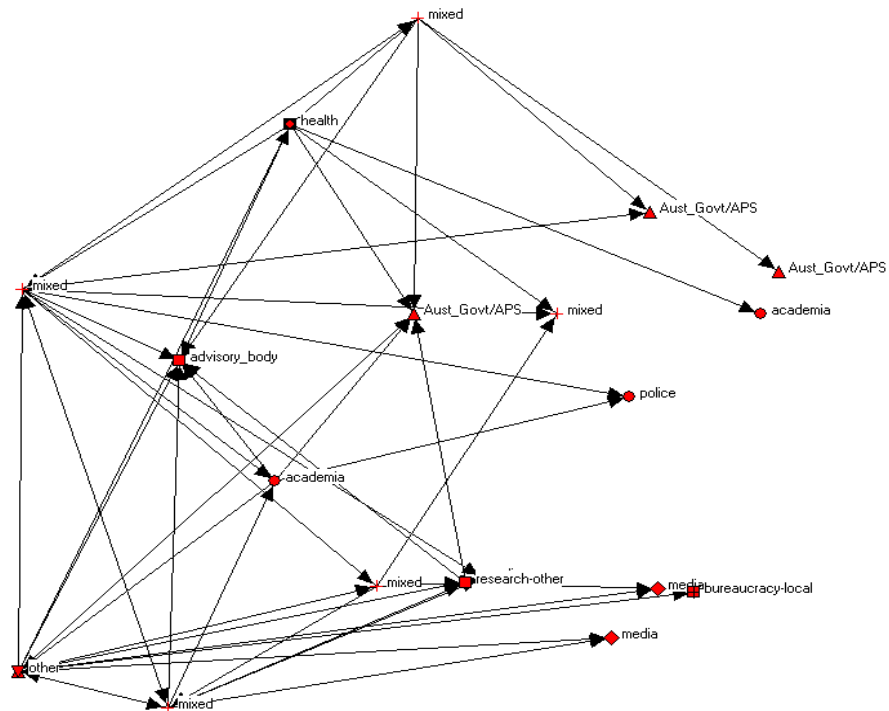 mixed
health
Aust_Govt/APS
Aust_Govt/APS
mixed
Aust_Govt/APS
mixed
academia
advisory_body
police
academia
mixed
research-other
media
bureaucracy-local
media
other
mixed